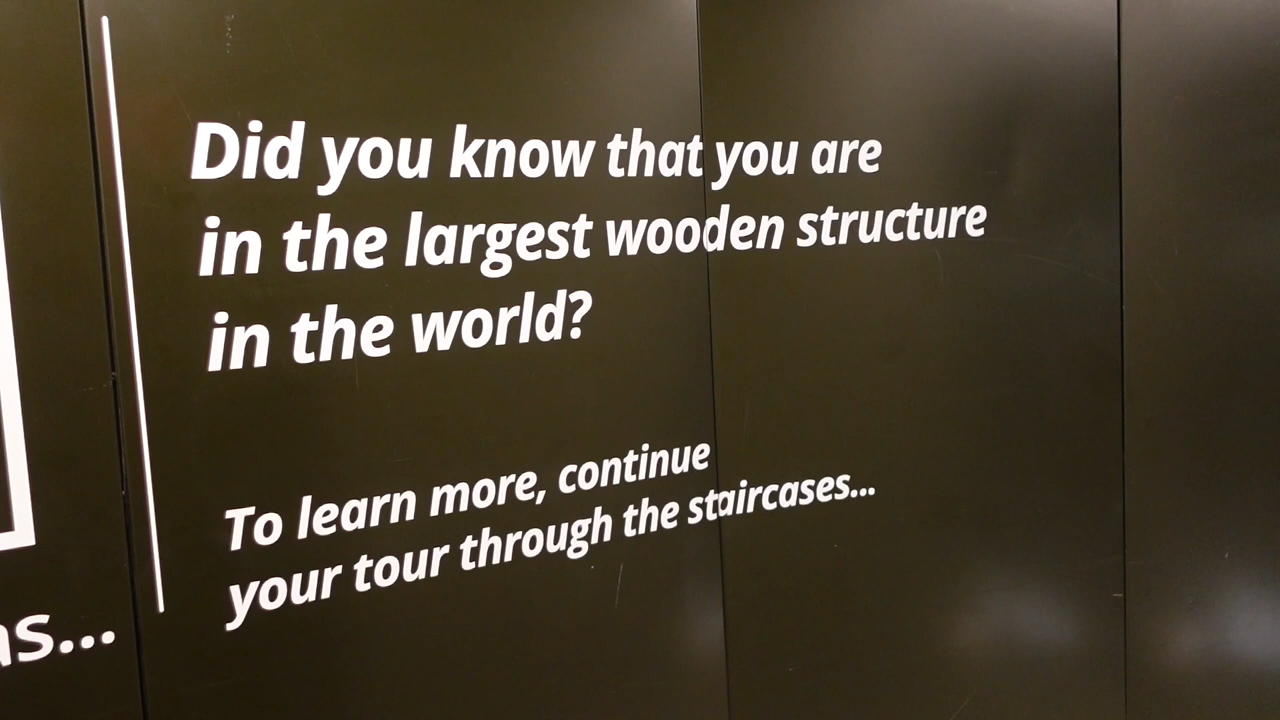 Did you know that you are
in the largest wooden structure
in the world?
To learn more, continue
your tour through the staircases...